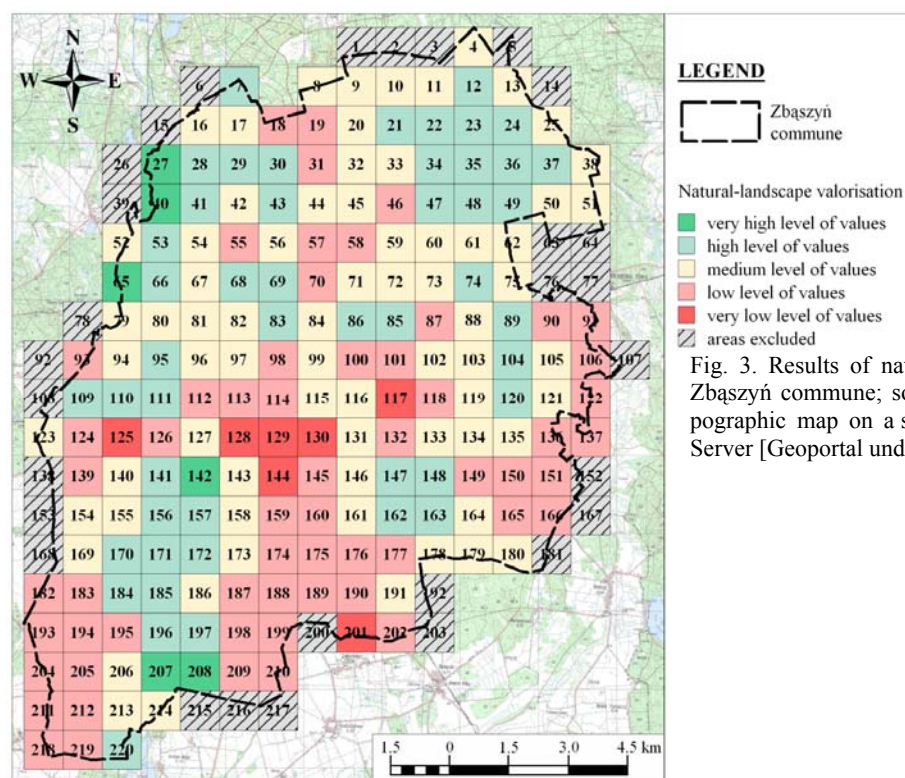 N
W E
S
1 2 3 4 5
6 7 8 9 10 11 12 13 14
15 16 17 18 19 20 21 22 23 24 25
26 27 28 29 30 31 32 33 34 35 36 37 38
39 40 41 42 43 44 45 46 47 48 49 50 51
52 53 54 55 56 57 58 59 60 61 62 63 64
65 66 67 68 69 70 71 72 73 74 75 76 77
78 79 80 81 82 83 84 86 85 87 88 89 90 91
92 93 94 95 96 97 98 99 100 101 102 103 104 105 106 107
108 109 110 111 112 113 114 115 116 117 118 119 120 121 122
123 124 125 126 127 128 129 130 131 132 133 134 135 136 137
138 139 140 141 142 143 144 145 146 147 148 149 150 151 152
153 154 155 156 157 158 159 160 161 162 163 164 165 166 167
168 169 170 171 172 173 174 175 176 177 178 179 180 181
182 183 184 185 186 187 188 189 190 191 192
193 194 195 196 197 198 199 200 201 202 203
204 205 206 207 208 209 210
211 212 213 214 215 216 217
218 219 220
1.5 0 1.5 3.0 4.5 km
LEGEND
Zbąszyń
commune
Natural-landscape valorisation
very high level of values
high level of values
medium level of values
low level of values
very low level of values
areas excluded
Fig. 3. Results of nat
Zbąszyń commune; so
pographic map on a s
Server [Geoportal und